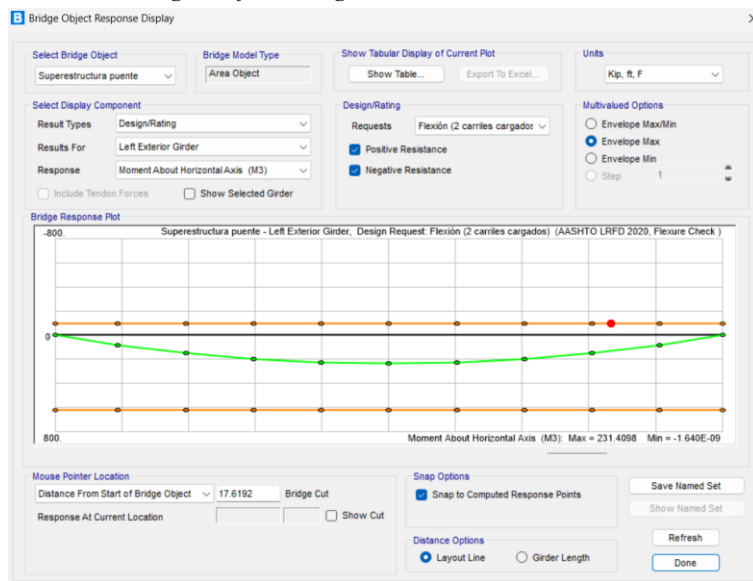 Bridge Object Response Display
Select Bridge Object
Superestructura puente
Bridge Model Type
Area Object
Show Tabular Display of Current Plot
Show Table...
Export To Excel...
Units
Kip, ft, F
Select Display Component
Result Types
Design/Rating
Results For
Left Exterior Girder
Response
Moment About Horizontal Axis (M3)
Include Tendon Forces
Show Selected Girder
Design/Rating
Requests
Flexión (2 carriles cargados
Positive Resistance
Negative Resistance
Multivalued Options
Envelope Max/Min
Envelope Max
Envelope Min
Step
1
Bridge Response Plot
-800.
Superestructura puente - Left Exterior Girder, Design Request: Flexión (2 carriles cargados) (AASHTO LRFD 2020, Flexure Check )
0
800.
Moment About Horizontal Axis (M3): Max = 231.4098 Min = -1.640E-09
Mouse Pointer Location
Distance From Start of Bridge Object
17.6192
Bridge Cut
Response At Current Location
Show Cut
Snap Options
Snap to Computed Response Points
Distance Options
Layout Line
Girder Length
Save Named Set
Show Named Set
Refresh
Done